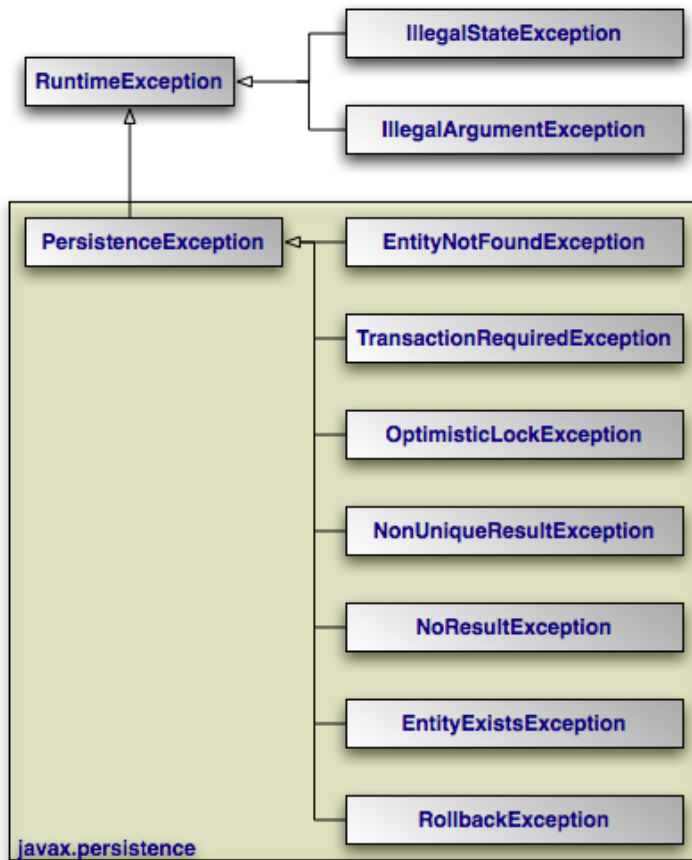 IllegalStateException
RuntimeException
IllegalArgumentException
PersistenceException
EntityNotFoundException
TransactionRequiredException
OptimisticLockException
NonUniqueResultException
NoResultException
EntityExistsException
RollbackException
javax.persistence